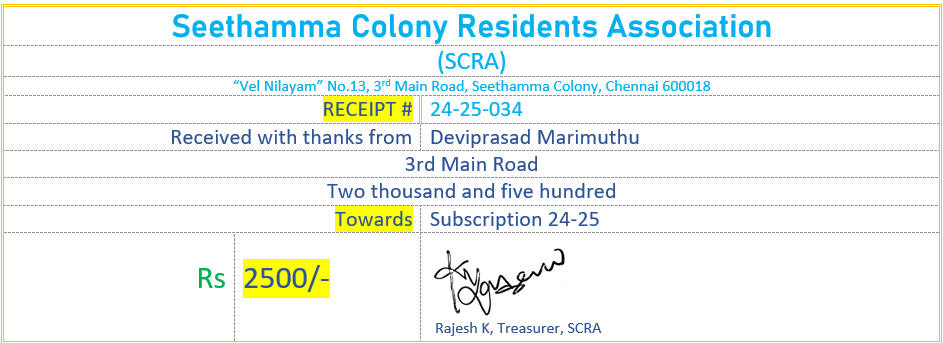 Seethamma Colony Residents Association
(SCRA)
“Vel Nilayam” No.13, 3rd Main Road, Seethamma Colony, Chennai 600018
RECEIPT # 24-25-034
Received with thanks from Deviprasad Marimuthu
3rd Main Road
Two thousand and five hundred
Towards Subscription 24-25
Rs 2500/-
Rajesh K, Treasurer, SCRA